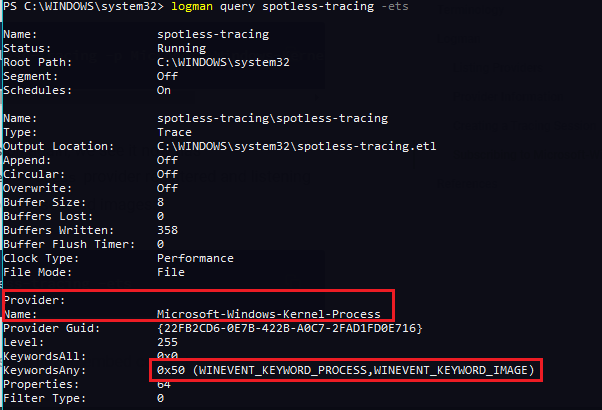 PS C:\WINDOWS\system32> logman query spotless-tracing -ets
Name: spotless-tracing
Status: Running
Root Path: C:\WINDOWS\system32
Segment: Off
Schedules: On
Name: spotless-tracing\spotless-tracing
Type: Trace
Output Location: C:\WINDOWS\system32\spotless-tracing.etl
Append: Off
Circular: Off
Overwrite: Off
Buffer Size: 8
Buffers Lost: 0
Buffers Written: 358
Buffer Flush Timer: 0
Clock Type: Performance
File Mode: File
Provider:
Name: Microsoft-Windows-Kernel-Process
Provider Guid: {22FB2CD6-0E7B-422B-A0C7-2FAD1FD0E716}
Level: 255
KeywordsAll: 0x0
KeywordsAny: 0x50 (WINEVENT_KEYWORD_PROCESS,WINEVENT_KEYWORD_IMAGE)
Properties: 64
Filter Type: 0